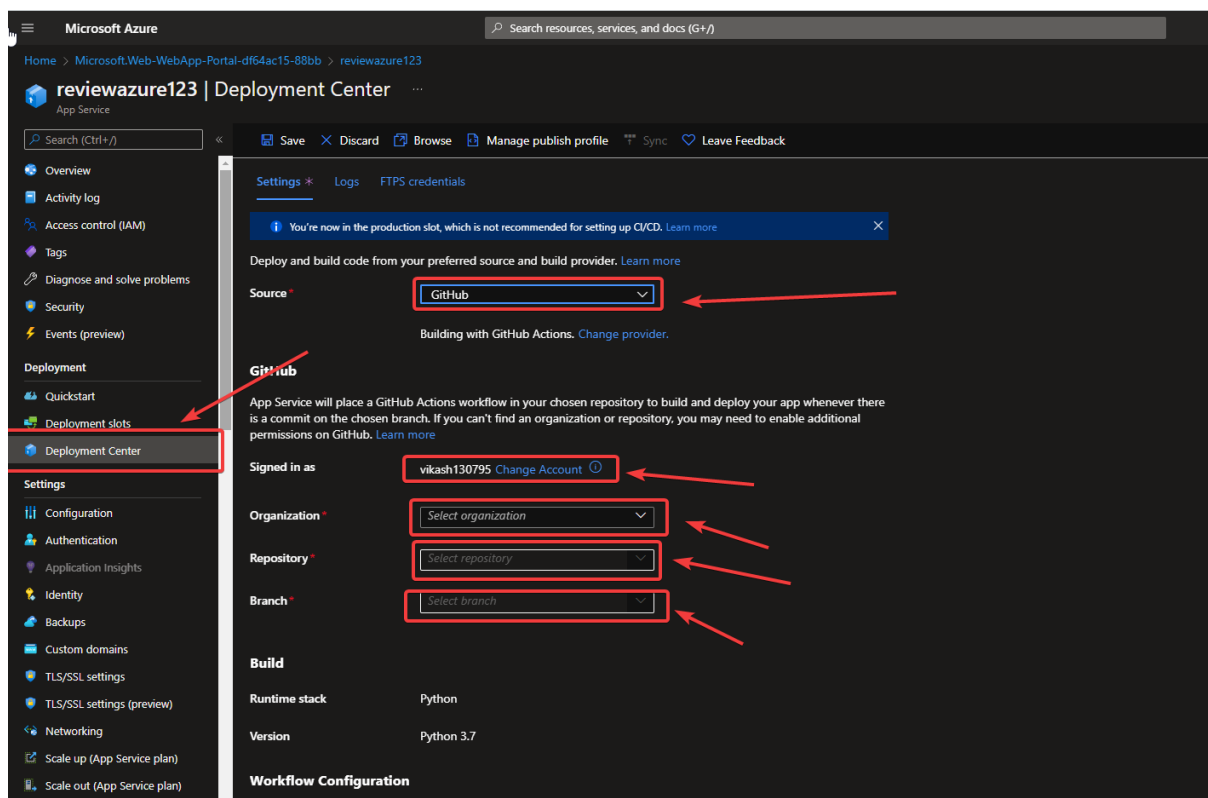 Microsoft Azure
Search resources, services, and docs (G+/)
Home > Microsoft.Web-WebApp-Portal-df64ac15-88bb > reviewazure123
reviewazure123 | Deployment Center ...
App Service
Search (Ctrl+/) «
Save Discard Browse Manage publish profile Sync Leave Feedback
Overview
Activity log
Access control (IAM)
Tags
Diagnose and solve problems
Security
Events (preview)
Deployment
Quickstart
Deployment slots
Deployment Center
Settings
Configuration
Authentication
Application Insights
Identity
Backups
Custom domains
TLS/SSL settings
TLS/SSL settings (preview)
Networking
Scale up (App Service plan)
Scale out (App Service plan)
Settings * Logs FTPS credentials
You're now in the production slot, which is not recommended for setting up CI/CD. Learn more
Deploy and build code from your preferred source and build provider. Learn more
Source * GitHub
Building with GitHub Actions. Change provider.
GitHub
App Service will place a GitHub Actions workflow in your chosen repository to build and deploy your app whenever there
is a commit on the chosen branch. If you can't find an organization or repository, you may need to enable additional
permissions on GitHub. Learn more
Signed in as vikash130795 Change Account
Organization * Select organization
Repository * Select repository
Branch * Select branch
Build
Runtime stack Python
Version Python 3.7
Workflow Configuration